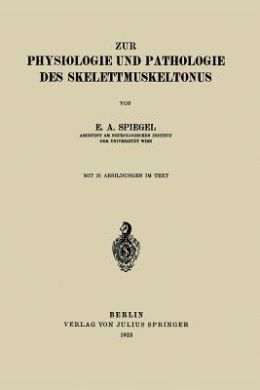 ZUR
PHYSIOLOGIE UND PATHOLOGIE
DES SKELETTMUSKELTONUS
VON
E. A. SPIEGEL
ASSISTENT AM NEUROLOGISCHEN INSTITUT
DER UNIVERSITÄT WIEN
MIT 21 ABBILDUNGEN IM TEXT
BERLIN
VERLAG VON JULIUS SPRINGER
1923